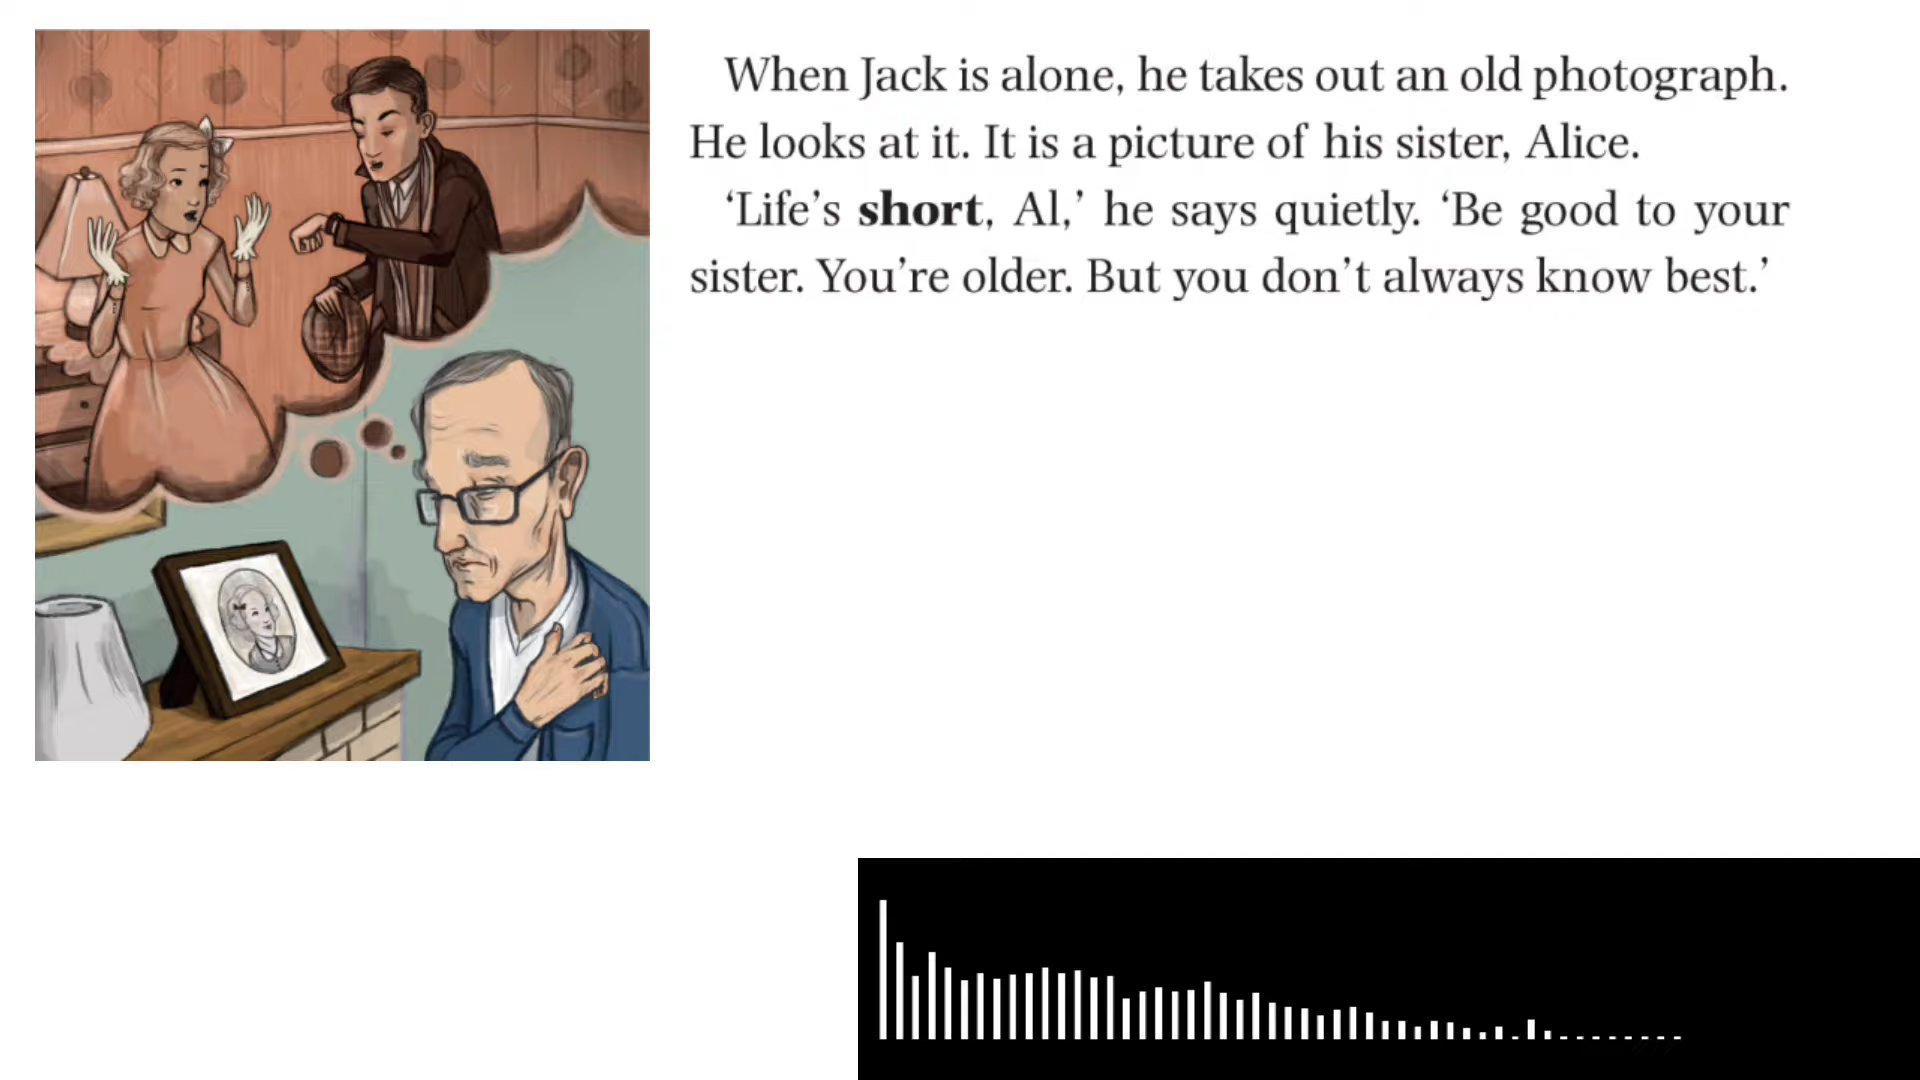 When Jack is alone, he takes out an old photograph.
He looks at it. It is a picture of his sister, Alice.
‘Life’s short, Al,’ he says quietly. ‘Be good to your
sister. You’re older. But you don’t always know best.’